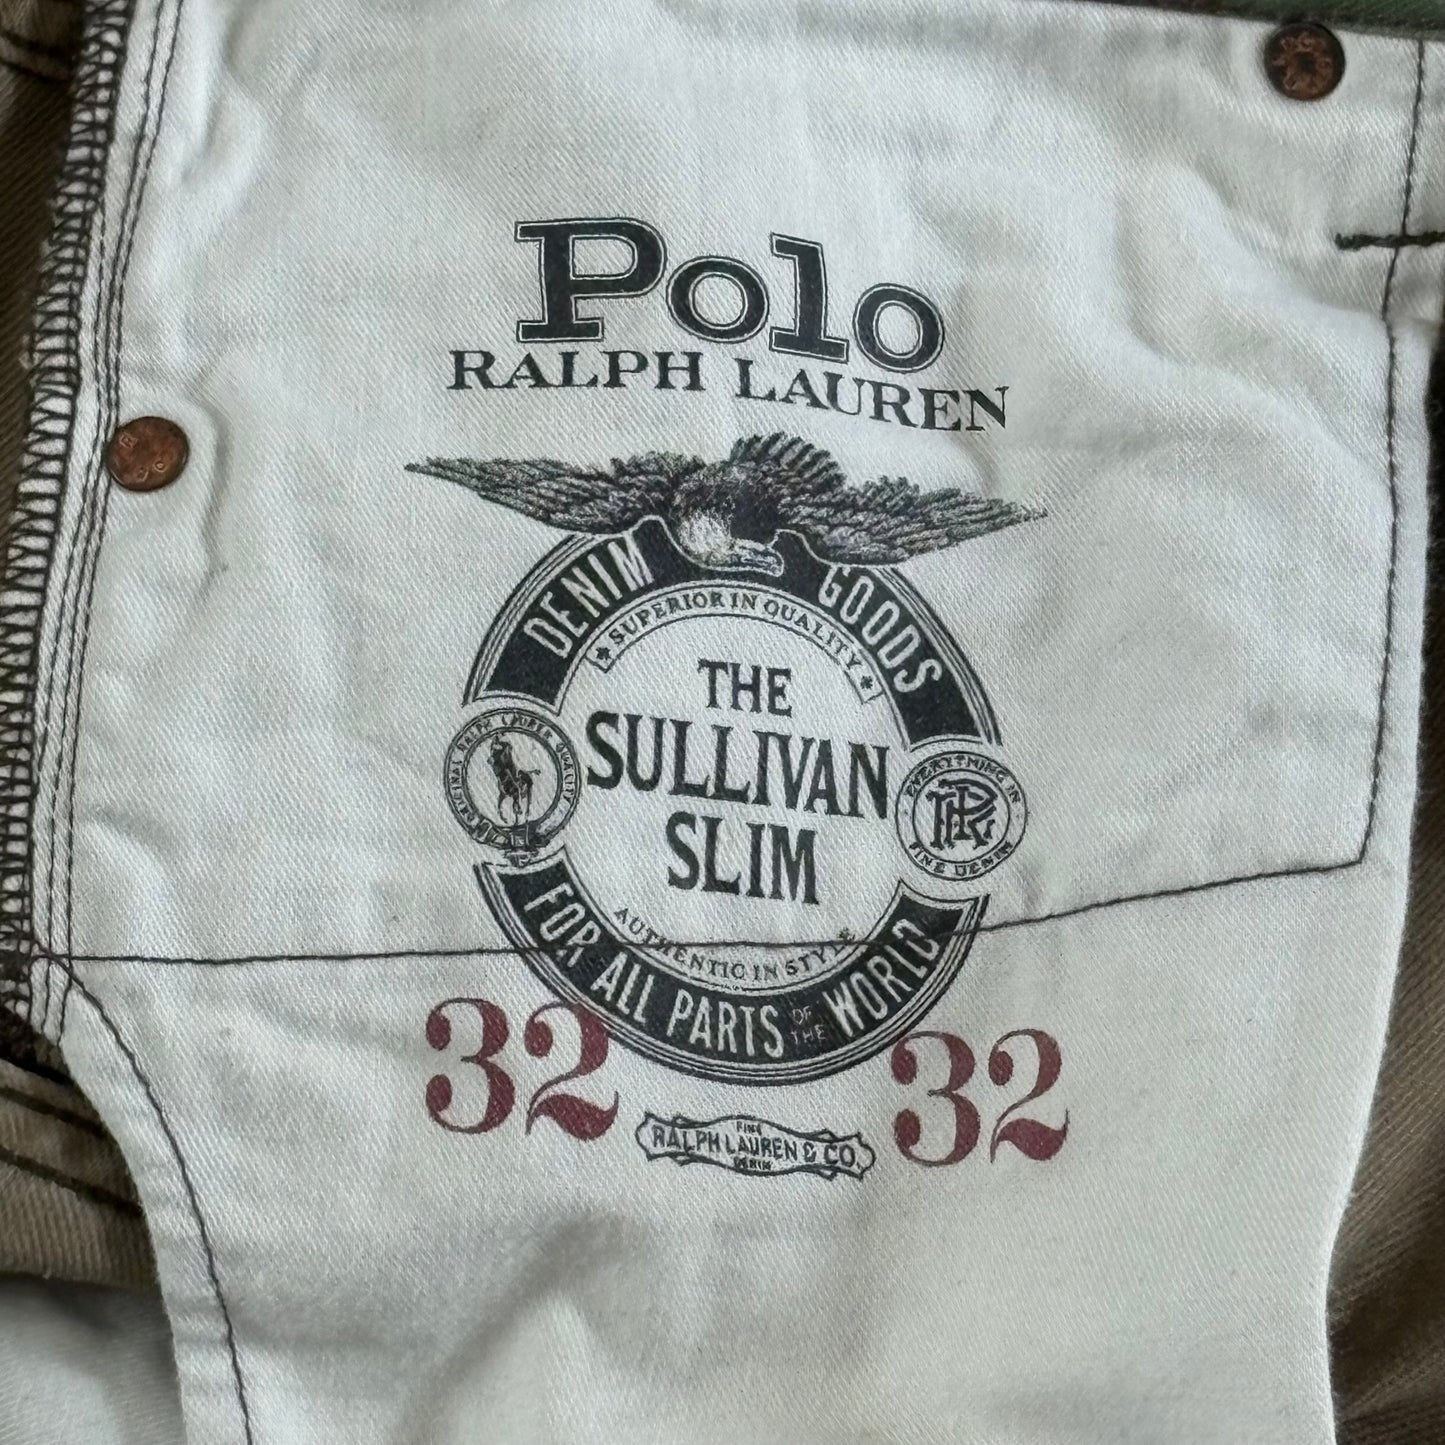 Polo
RALPH LAUREN
DENIM GOODS
* SUPERIOR IN QUALITY *
THE
SULLIVAN
SLIM
EVERYTHING IN
FINE DENIM
AUTHENTIC IN STYLE
FOR ALL PARTS OF THE WORLD
32 32
FINE
RALPH LAUREN & CO.
DENIM